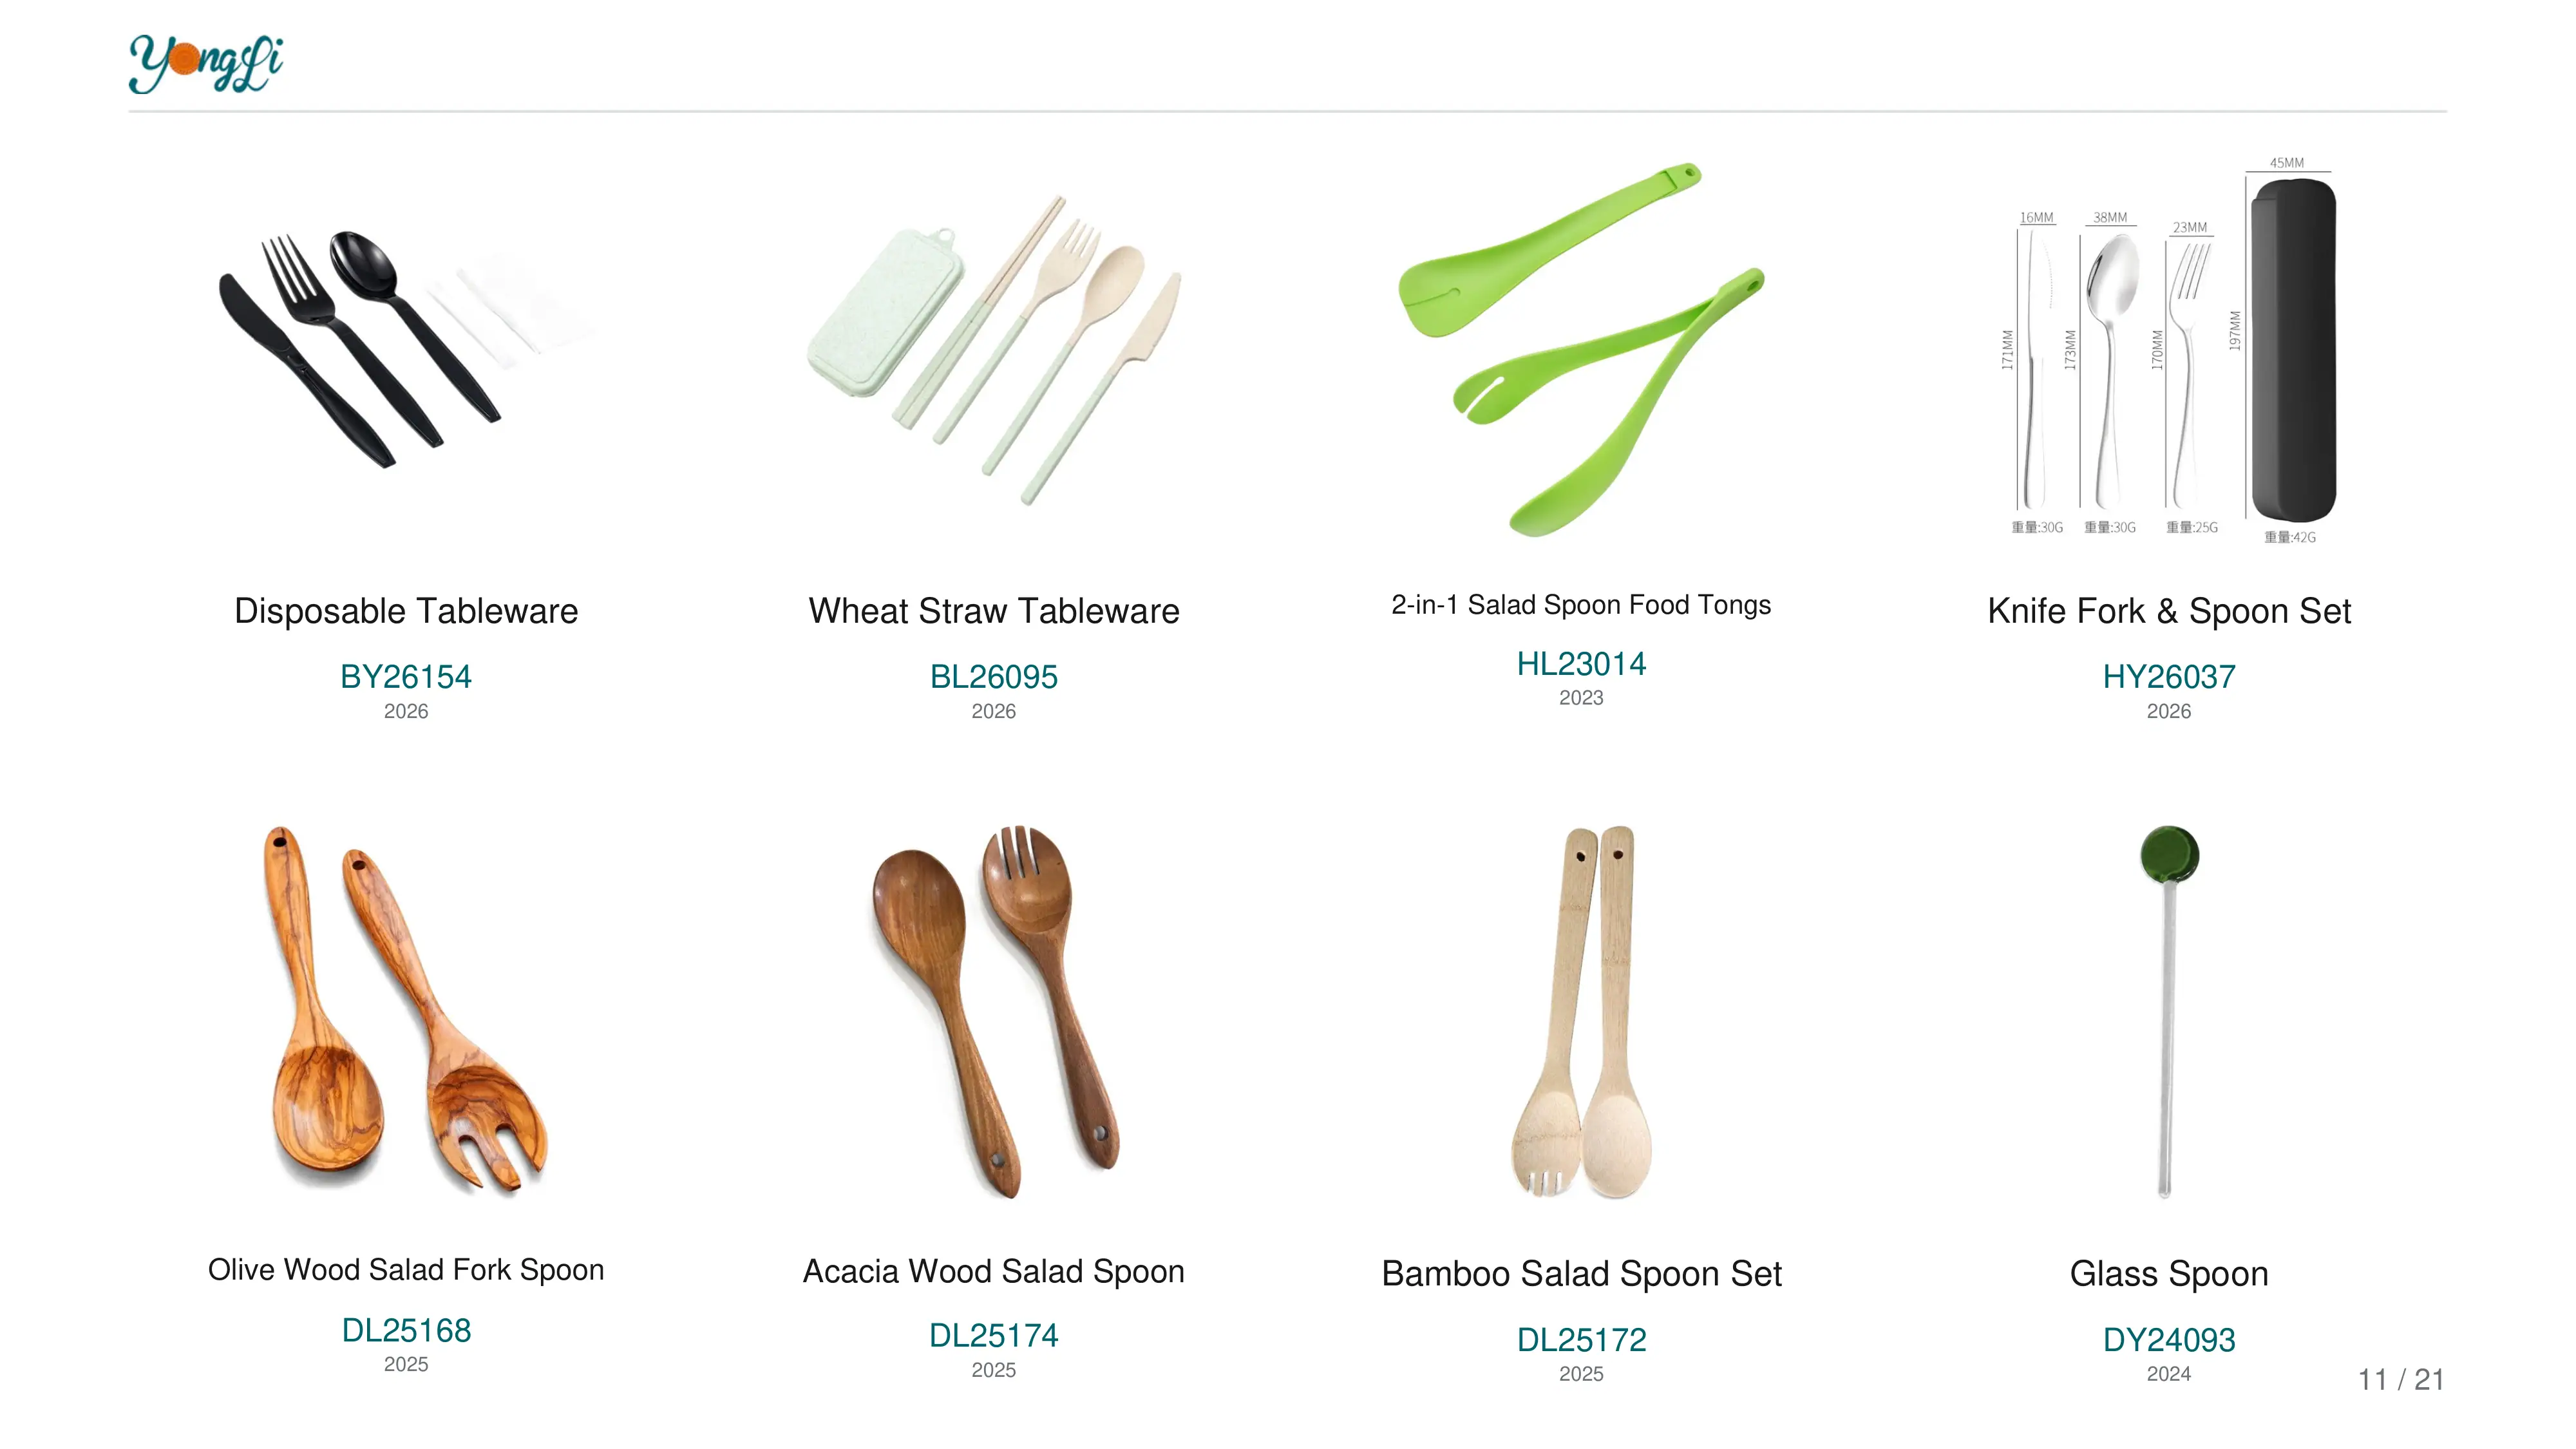 YongLi
45MM
16MM
38MM
23MM
171MM
173MM
170MM
197MM
重量:30G
重量:30G
重量:25G
重量:42G
Disposable Tableware
BY26154
2026
Wheat Straw Tableware
BL26095
2026
2-in-1 Salad Spoon Food Tongs
HL23014
2023
Knife Fork & Spoon Set
HY26037
2026
Olive Wood Salad Fork Spoon
DL25168
2025
Acacia Wood Salad Spoon
DL25174
2025
Bamboo Salad Spoon Set
DL25172
2025
Glass Spoon
DY24093
2024
11 / 21